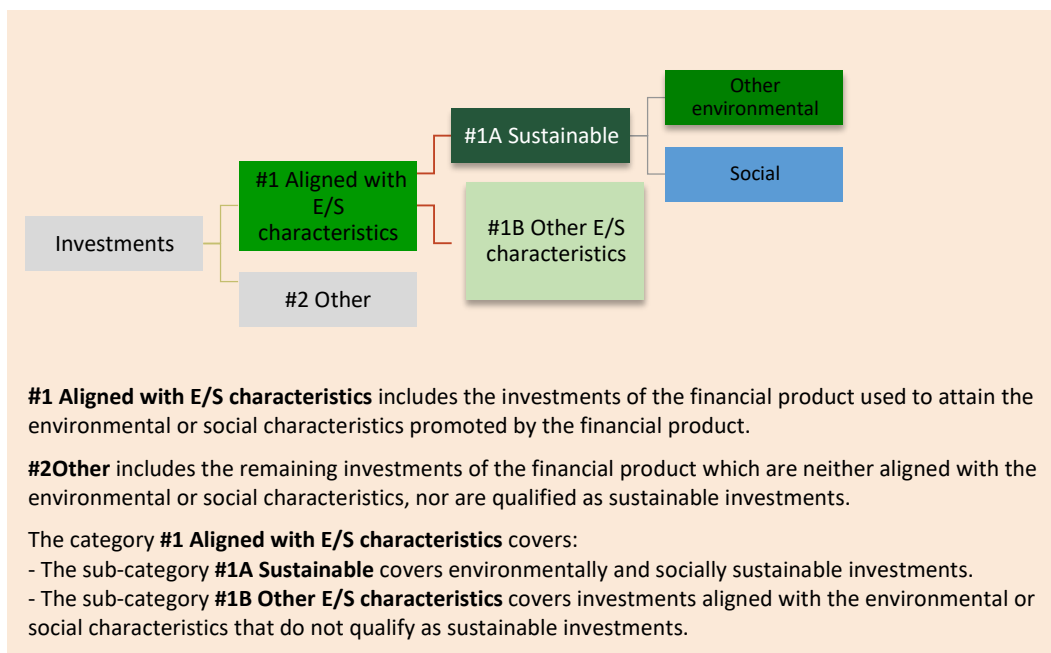 Other
environmental
#1A Sustainable
Social
#1 Aligned with
E/S
characteristics
#1B Other E/S
characteristics
Investments
#2 Other
#1 Aligned with E/S characteristics includes the investments of the financial product used to attain the
environmental or social characteristics promoted by the financial product.
#2Other includes the remaining investments of the financial product which are neither aligned with the
environmental or social characteristics, nor are qualified as sustainable investments.
The category #1 Aligned with E/S characteristics covers:
- The sub-category #1A Sustainable covers environmentally and socially sustainable investments.
- The sub-category #1B Other E/S characteristics covers investments aligned with the environmental or
social characteristics that do not qualify as sustainable investments.